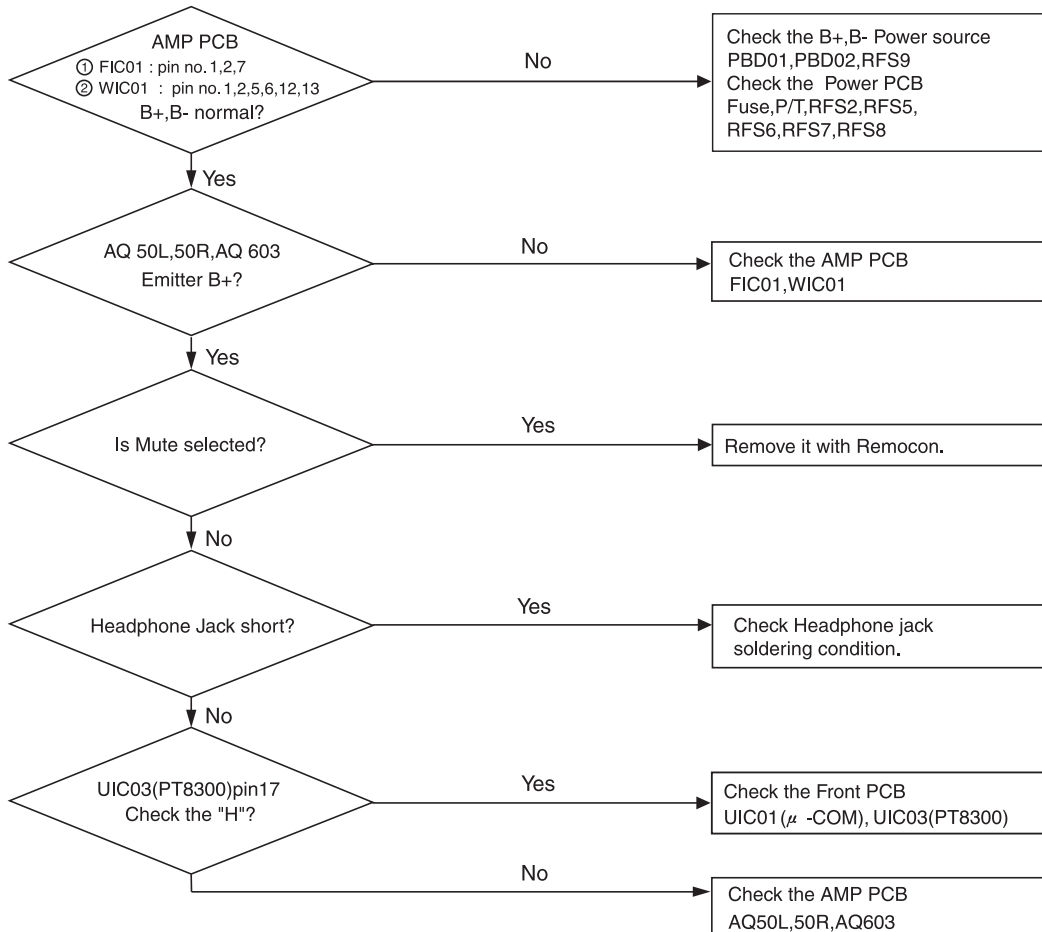 AMP PCB
① FIC01 : pin no. 1,2,7
② WIC01 : pin no. 1,2,5,6,12,13
B+,B- normal?
No
Check the B+,B- Power source
PBD01,PBD02,RFS9
Check the Power PCB
Fuse,P/T,RFS2,RFS5,
RFS6,RFS7,RFS8
Yes
AQ 50L,50R,AQ 603
Emitter B+?
No
Check the AMP PCB
FIC01,WIC01
Yes
Is Mute selected?
Yes
Remove it with Remocon.
No
Headphone Jack short?
Yes
Check Headphone jack
soldering condition.
No
UIC03(PT8300)pin17
Check the "H"?
Yes
Check the Front PCB
UIC01(μ -COM), UIC03(PT8300)
No
Check the AMP PCB
AQ50L,50R,AQ603